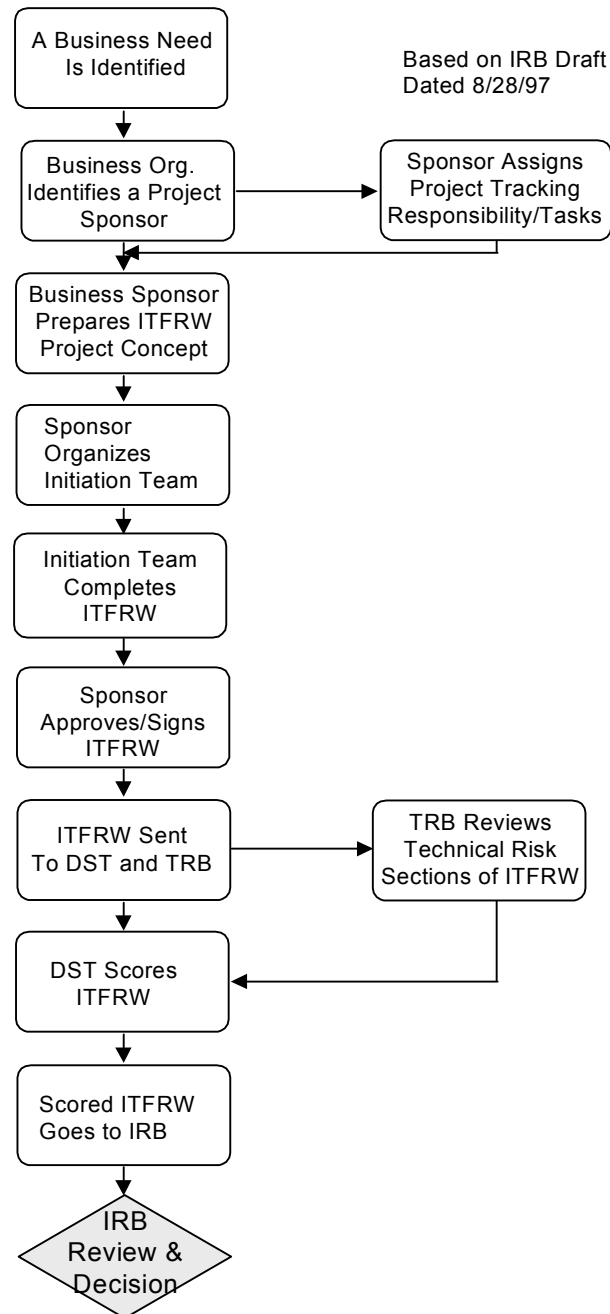 A Business Need
Is Identified
Based on IRB Draft
Dated 8/28/97
Business Org.
Identifies a Project
Sponsor
Sponsor Assigns
Project Tracking
Responsibility/Tasks
Business Sponsor
Prepares ITFRW
Project Concept
Sponsor
Organizes
Initiation Team
Initiation Team
Completes
ITFRW
Sponsor
Approves/Signs
ITFRW
ITFRW Sent
To DST and TRB
TRB Reviews
Technical Risk
Sections of ITFRW
DST Scores
ITFRW
Scored ITFRW
Goes to IRB
IRB
Review &
Decision